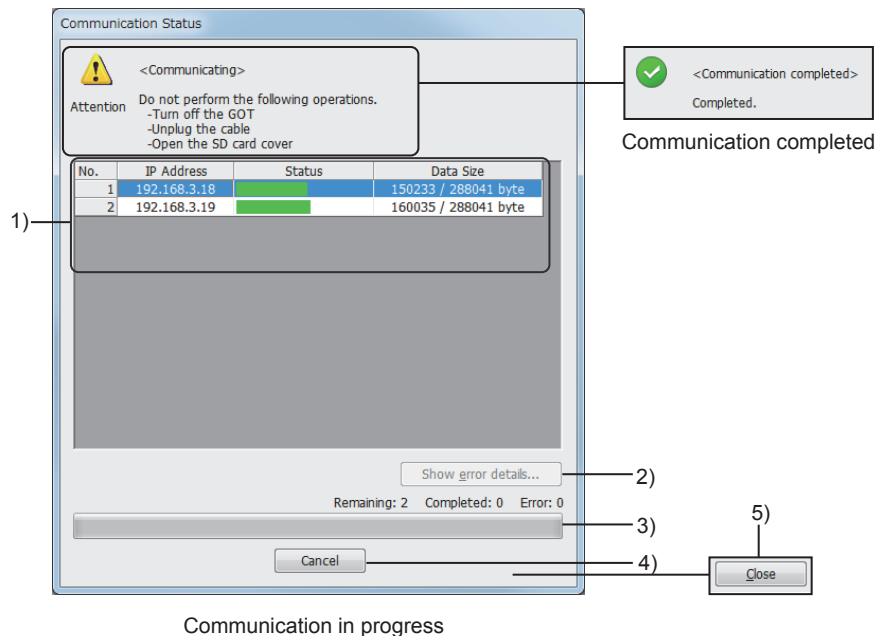 Communication Status
<Communicating>
Attention
Do not perform the following operations.
-Turn off the GOT
-Unplug the cable
-Open the SD card cover
<Communication completed>
Completed.
Communication completed
No. IP Address Status Data Size
1 192.168.3.18 150233 / 288041 byte
2 192.168.3.19 160035 / 288041 byte
1)
Show error details...
2)
Remaining: 2 Completed: 0 Error: 0
3)
Cancel
4)
5)
Close
Communication in progress